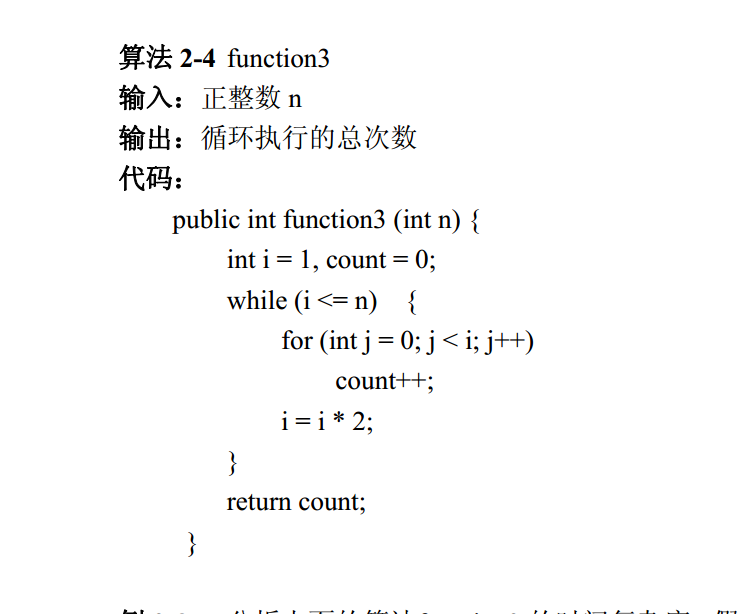 算法 2-4 function3
输入：正整数 n
输出：循环执行的总次数
代码：
public int function3 (int n) {
int i = 1, count = 0;
while (i <= n) {
for (int j = 0; j < i; j++)
count++;
i = i * 2;
}
return count;
}